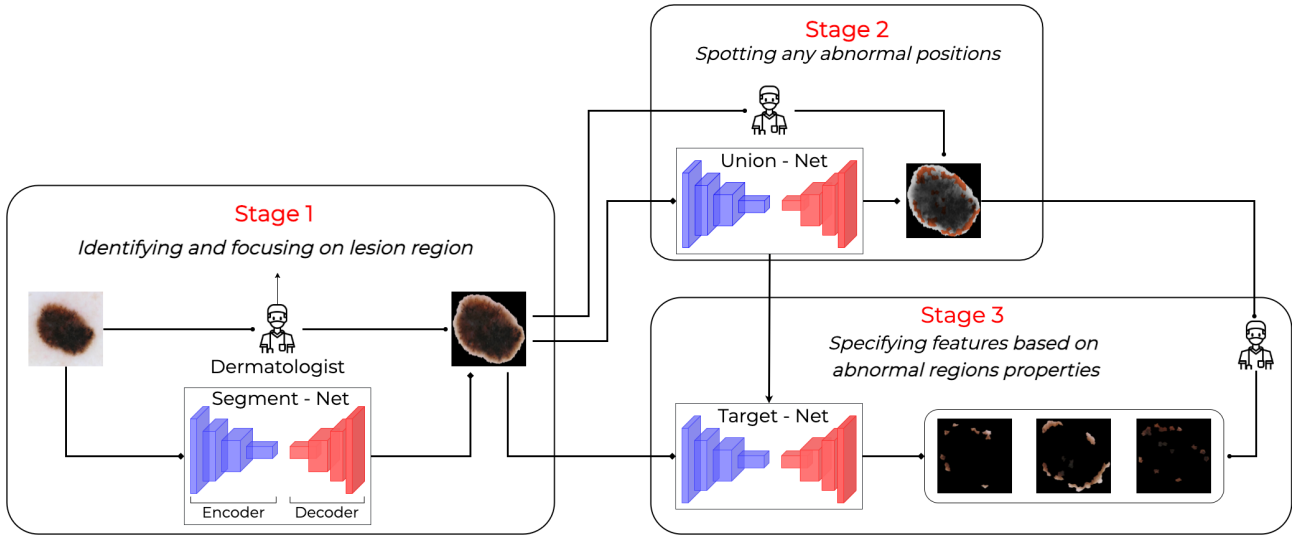 Stage 1
Identifying and focusing on lesion region
Dermatologist
Segment - Net
Encoder
Decoder
Stage 2
Spotting any abnormal positions
Union - Net
Stage 3
Specifying features based on
abnormal regions properties
Target - Net